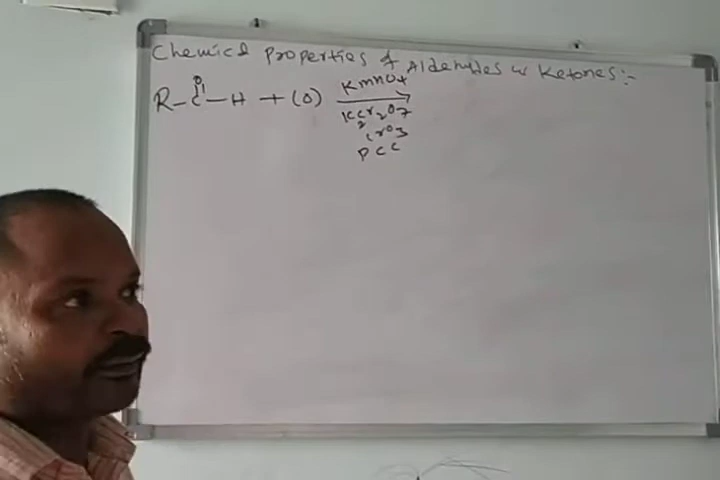 Chemical Properties of Aldehydes & Ketones:-
O
R-C-H + (O) KMnO4
K2Cr2O7
CrO3
PCC